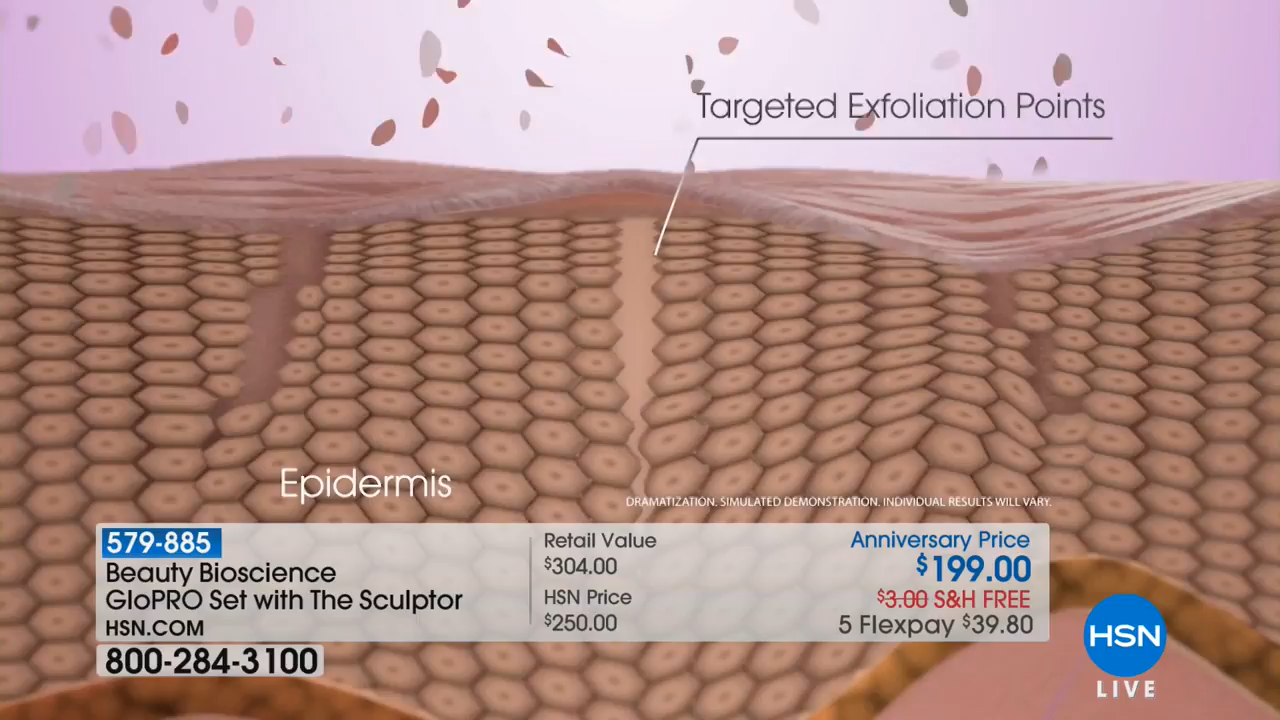 Targeted Exfoliation Points
Epidermis
DRAMATIZATION. SIMULATED DEMONSTRATION. INDIVIDUAL RESULTS WILL VARY.
579-885
Beauty Bioscience
GloPRO Set with The Sculptor
HSN.COM
800-284-3100
Retail Value
$304.00
HSN Price
$250.00
Anniversary Price
$199.00
$3.00 S&H FREE
5 Flexpay $39.80
HSN
LIVE